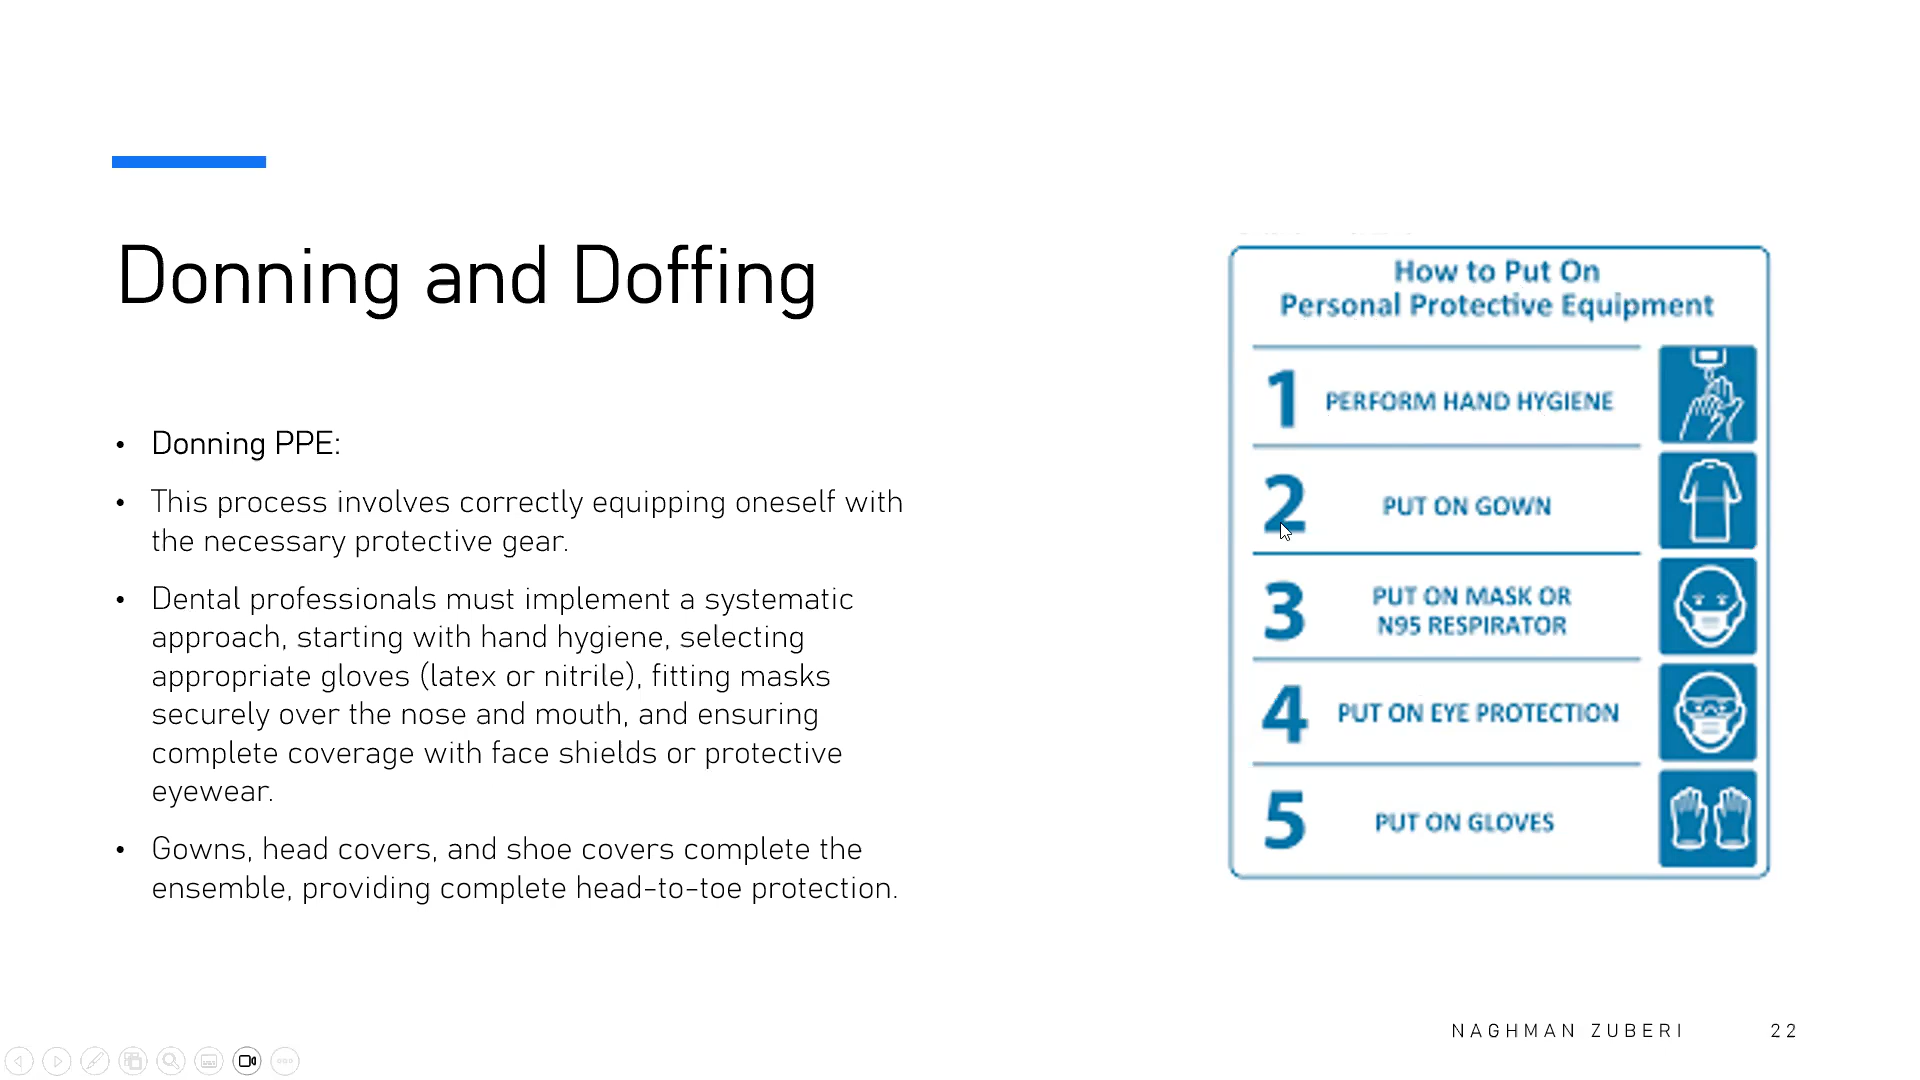 Donning and Doffing
• Donning PPE:
• This process involves correctly equipping oneself with
the necessary protective gear.
• Dental professionals must implement a systematic
approach, starting with hand hygiene, selecting
appropriate gloves (latex or nitrile), fitting masks
securely over the nose and mouth, and ensuring
complete coverage with face shields or protective
eyewear.
• Gowns, head covers, and shoe covers complete the
ensemble, providing complete head-to-toe protection.
How to Put On
Personal Protective Equipment
1 PERFORM HAND HYGIENE
2 PUT ON GOWN
3 PUT ON MASK OR
N95 RESPIRATOR
4 PUT ON EYE PROTECTION
5 PUT ON GLOVES
NAGHMAN ZUBERI 22